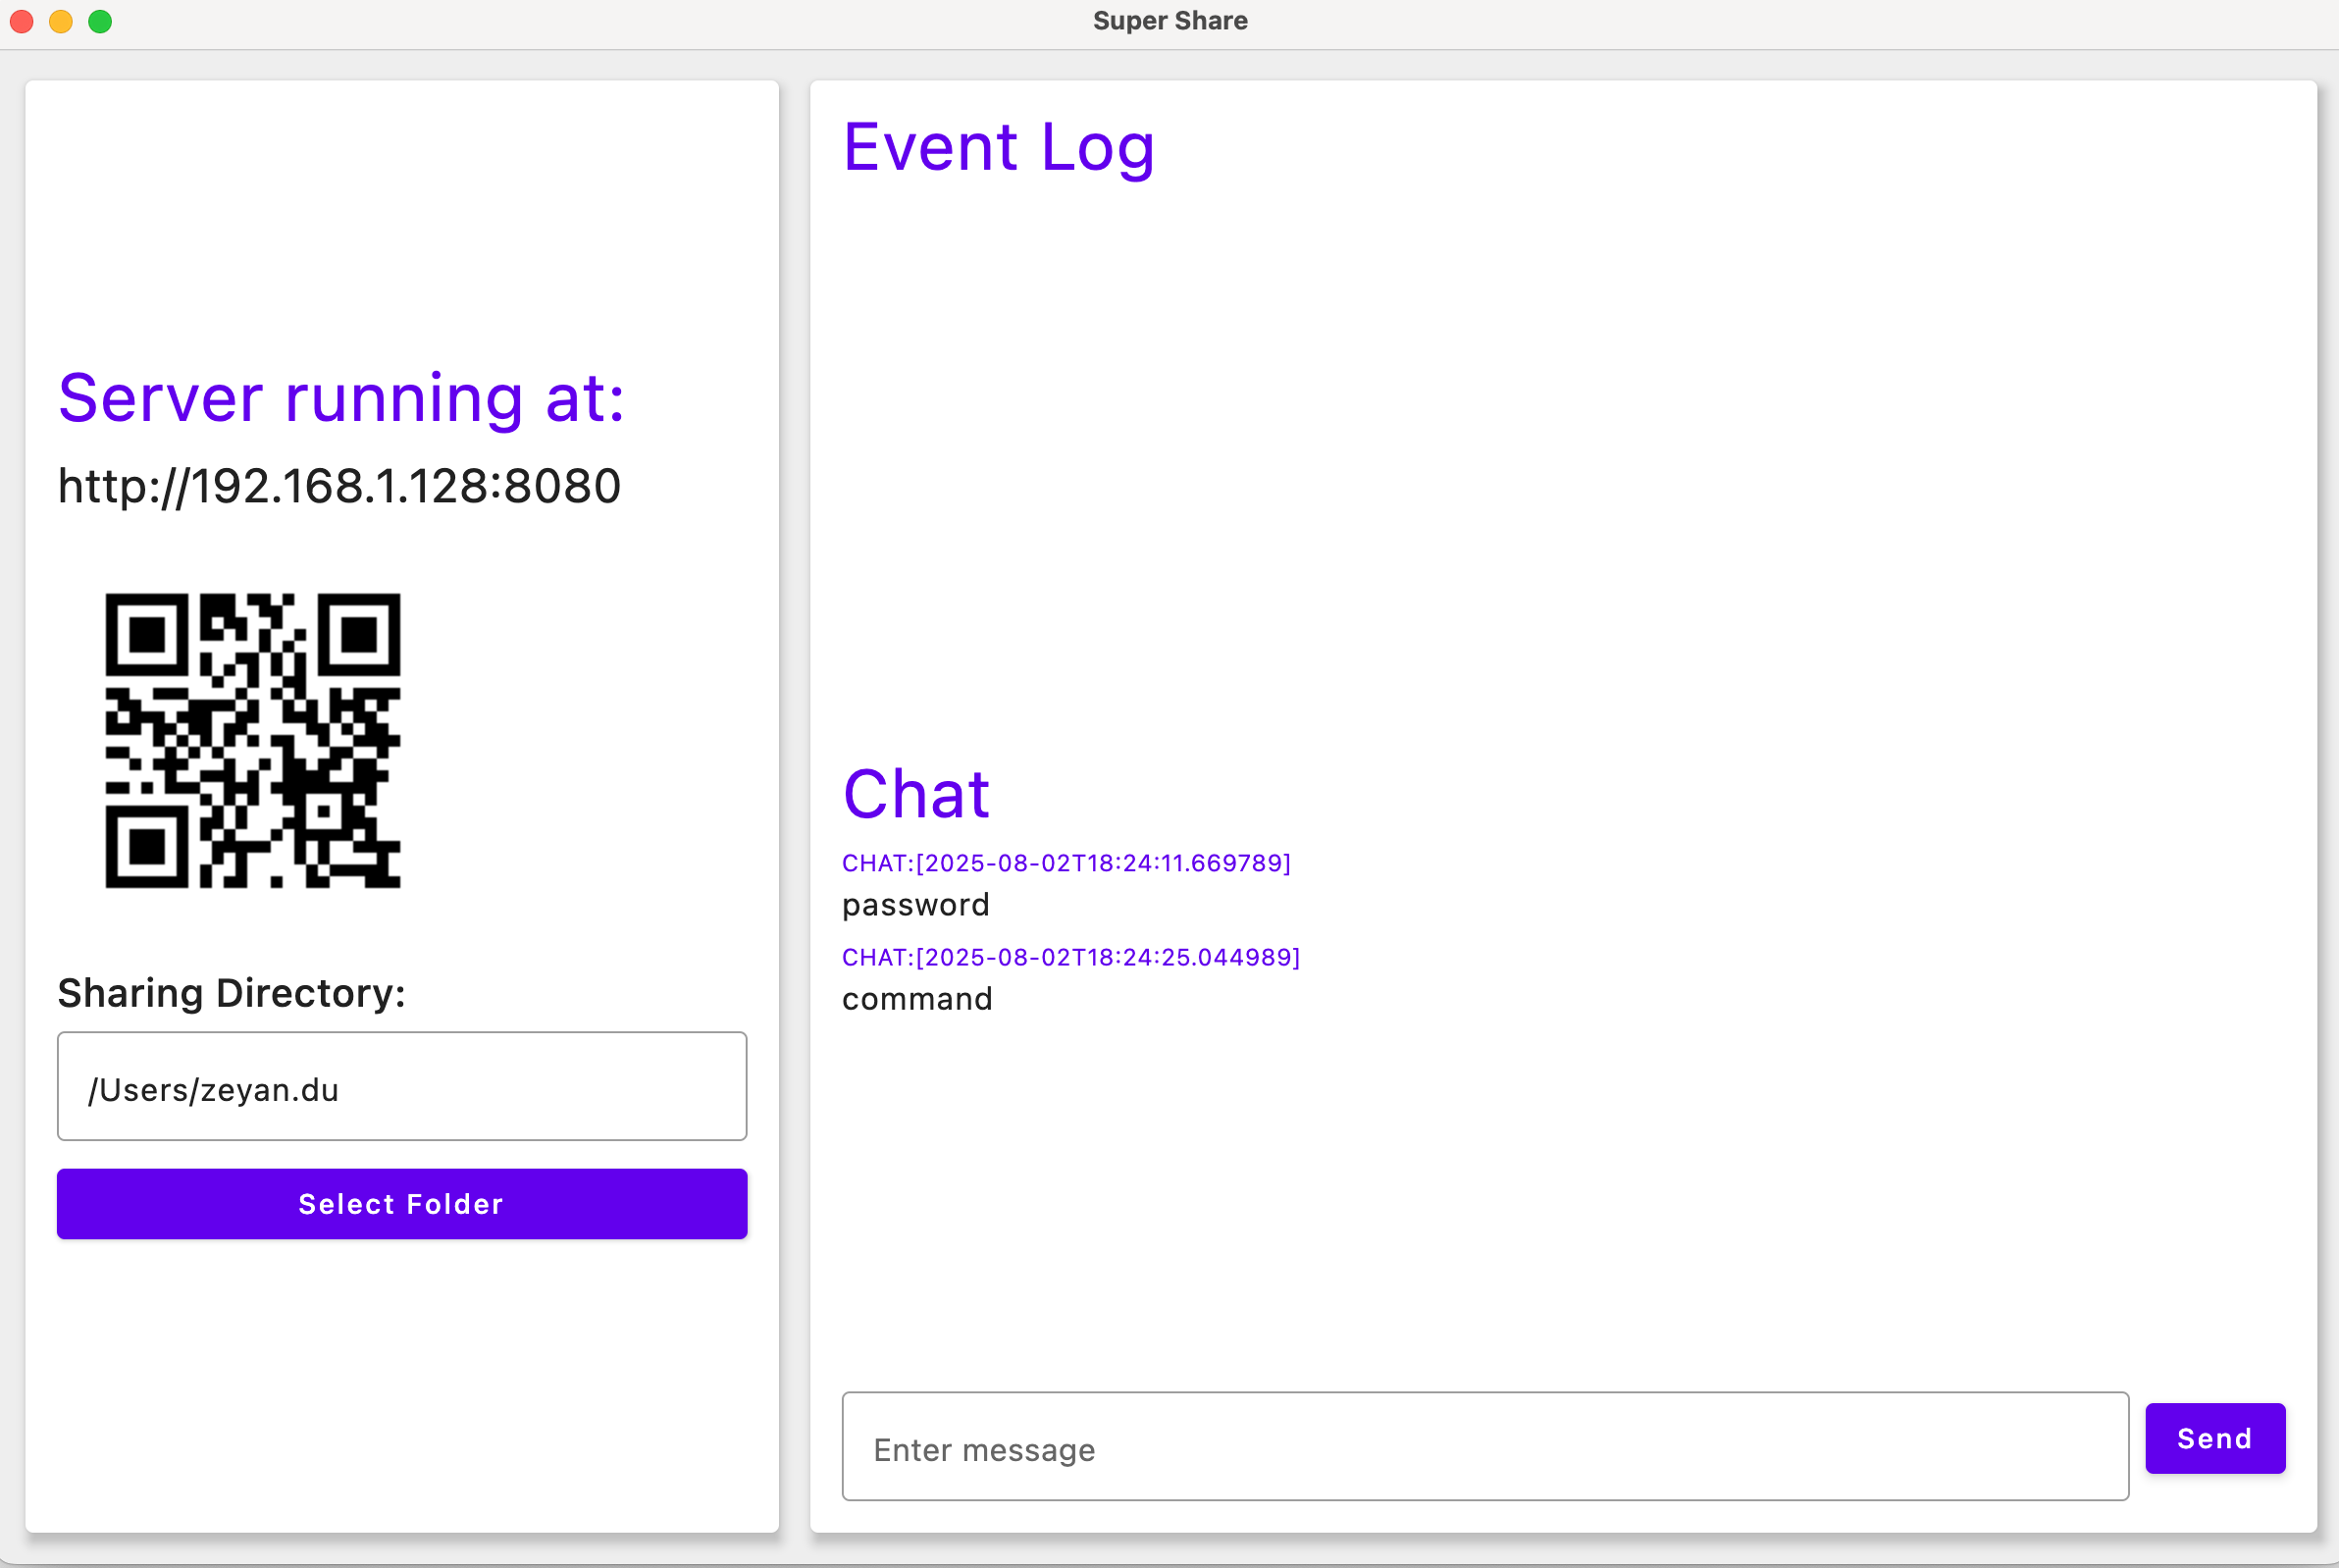 Super Share
Server running at:
http://192.168.1.128:8080
Sharing Directory:
/Users/zeyan.du
Select Folder
Event Log
Chat
CHAT:[2025-08-02T18:24:11.669789]
password
CHAT:[2025-08-02T18:24:25.044989]
command
Enter message
Send